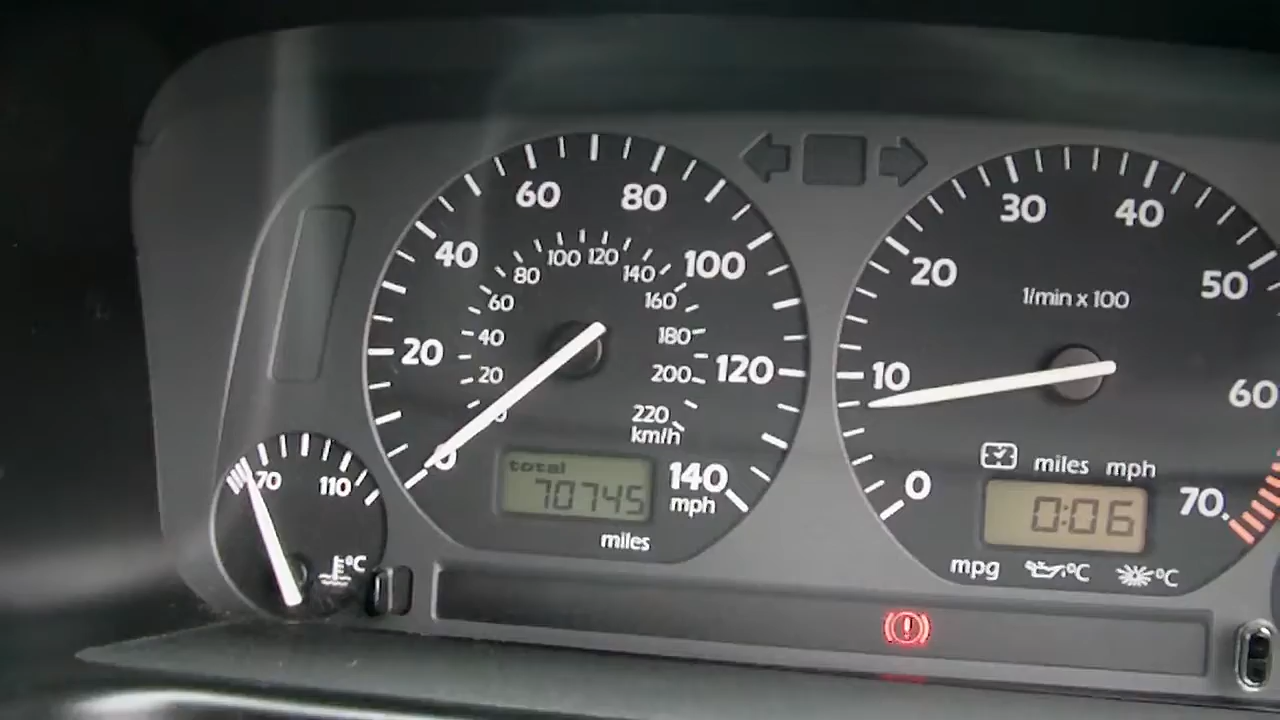 60 80
40 100
20 120
0 140
mph
80 100 120 140
60 160
40 180
20 200
0 220
km/h
total
70745
miles
70 110
°C
30 40
20 50
10 60
0 70
1/min x 100
miles mph
0:06
mpg °C °C